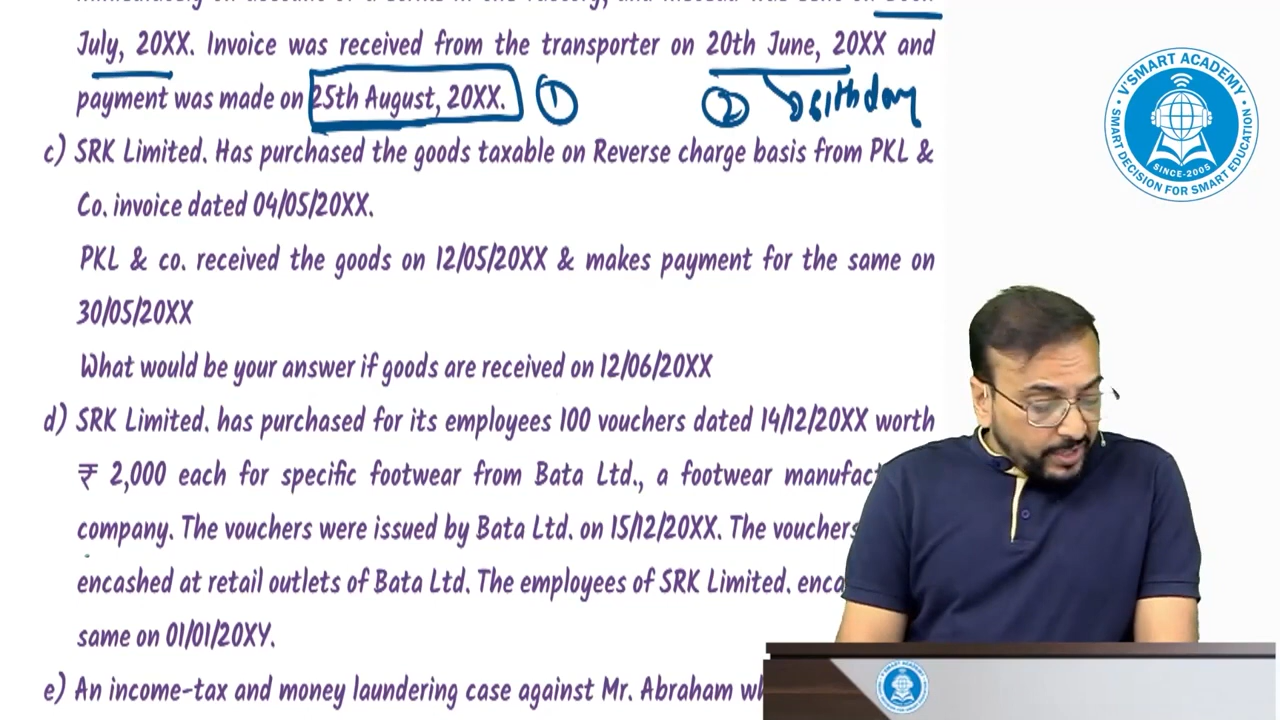 July, 20XX. Invoice was received from the transporter on 20th June, 20XX and
payment was made on 25th August, 20XX. ① ② birthday
c) SRK Limited. Has purchased the goods taxable on Reverse charge basis from PKL &
Co. invoice dated 04/05/20XX.
PKL & co. received the goods on 12/05/20XX & makes payment for the same on
30/05/20XX
What would be your answer if goods are received on 12/06/20XX
d) SRK Limited. has purchased for its employees 100 vouchers dated 14/12/20XX worth
₹ 2,000 each for specific footwear from Bata Ltd., a footwear
company. The vouchers were issued by Bata Ltd. on 15/12/20XX. The vouchers
encashed at retail outlets of Bata Ltd. The employees of SRK Limited.
same on 01/01/20XY.
e) An income-tax and money laundering case against Mr. Abraham
V'SMART ACADEMY
SINCE-2005
SMART DECISION FOR SMART EDUCATION